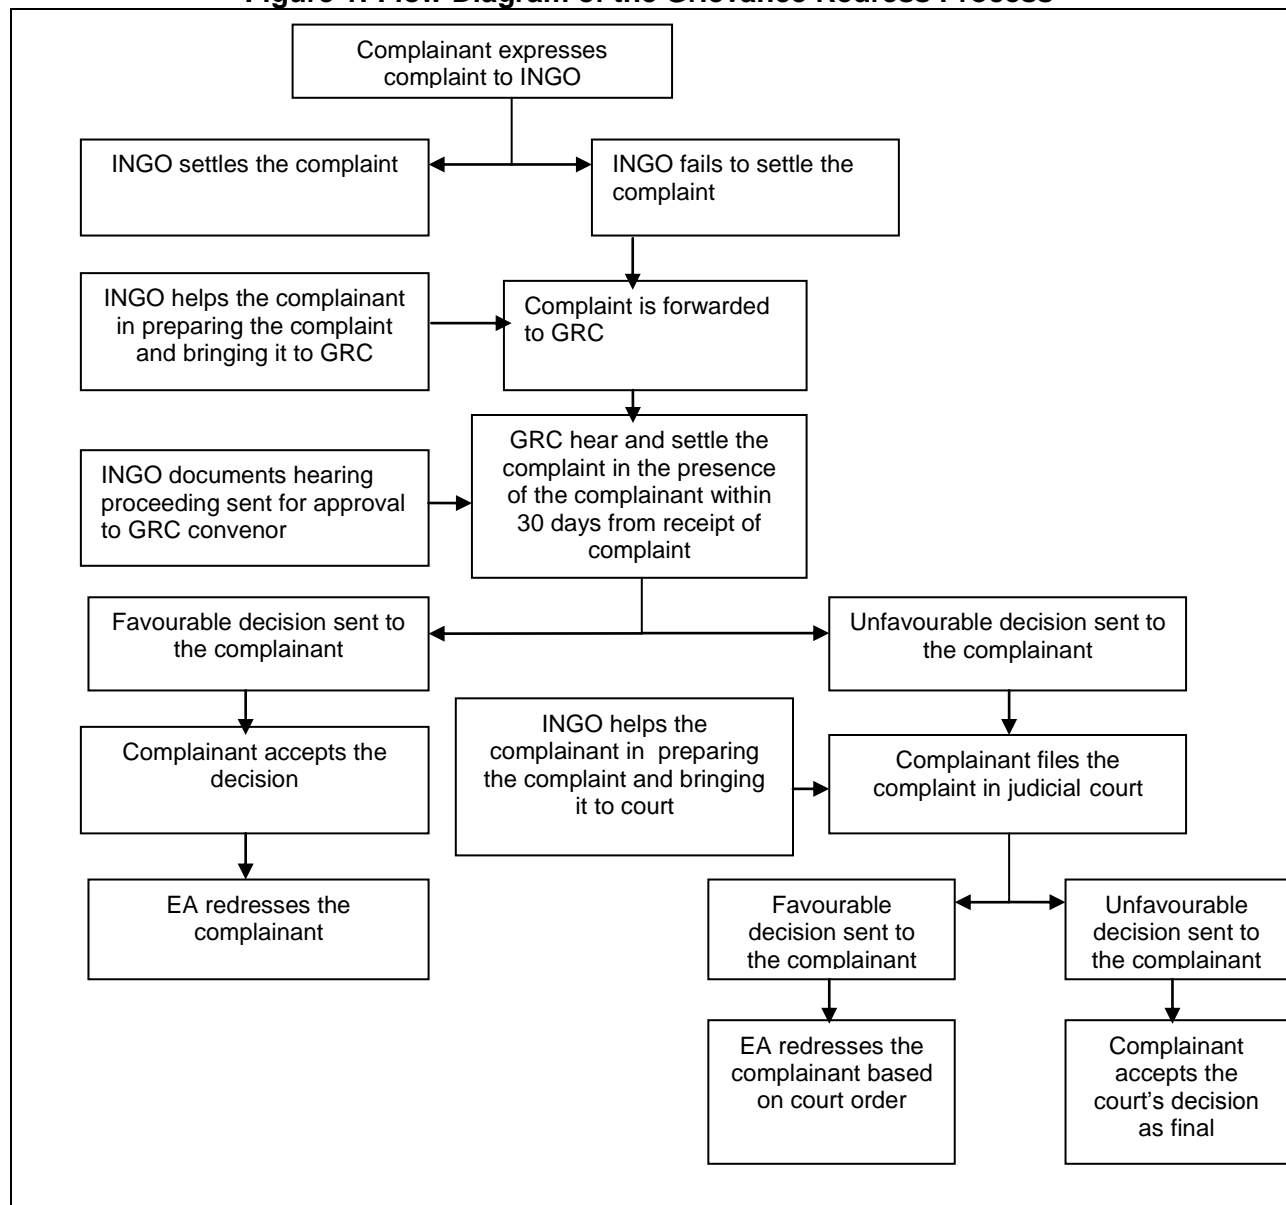 Figure 1: Flow Diagram of the Grievance Redress Process
Complainant expresses
complaint to INGO
INGO settles the complaint
INGO fails to settle the
complaint
INGO helps the complainant
in preparing the complaint
and bringing it to GRC
Complaint is forwarded
to GRC
GRC hear and settle the
complaint in the presence
of the complainant within
30 days from receipt of
complaint
INGO documents hearing
proceeding sent for approval
to GRC convenor
Favourable decision sent to
the complainant
Unfavourable decision sent to
the complainant
Complainant accepts the
decision
INGO helps the
complainant in preparing
the complaint and bringing
it to court
Complainant files the
complaint in judicial court
EA redresses the
complainant
Favourable
decision sent to
the complainant
Unfavourable
decision sent to
the complainant
EA redresses the
complainant based
on court order
Complainant
accepts the
court’s decision
as final